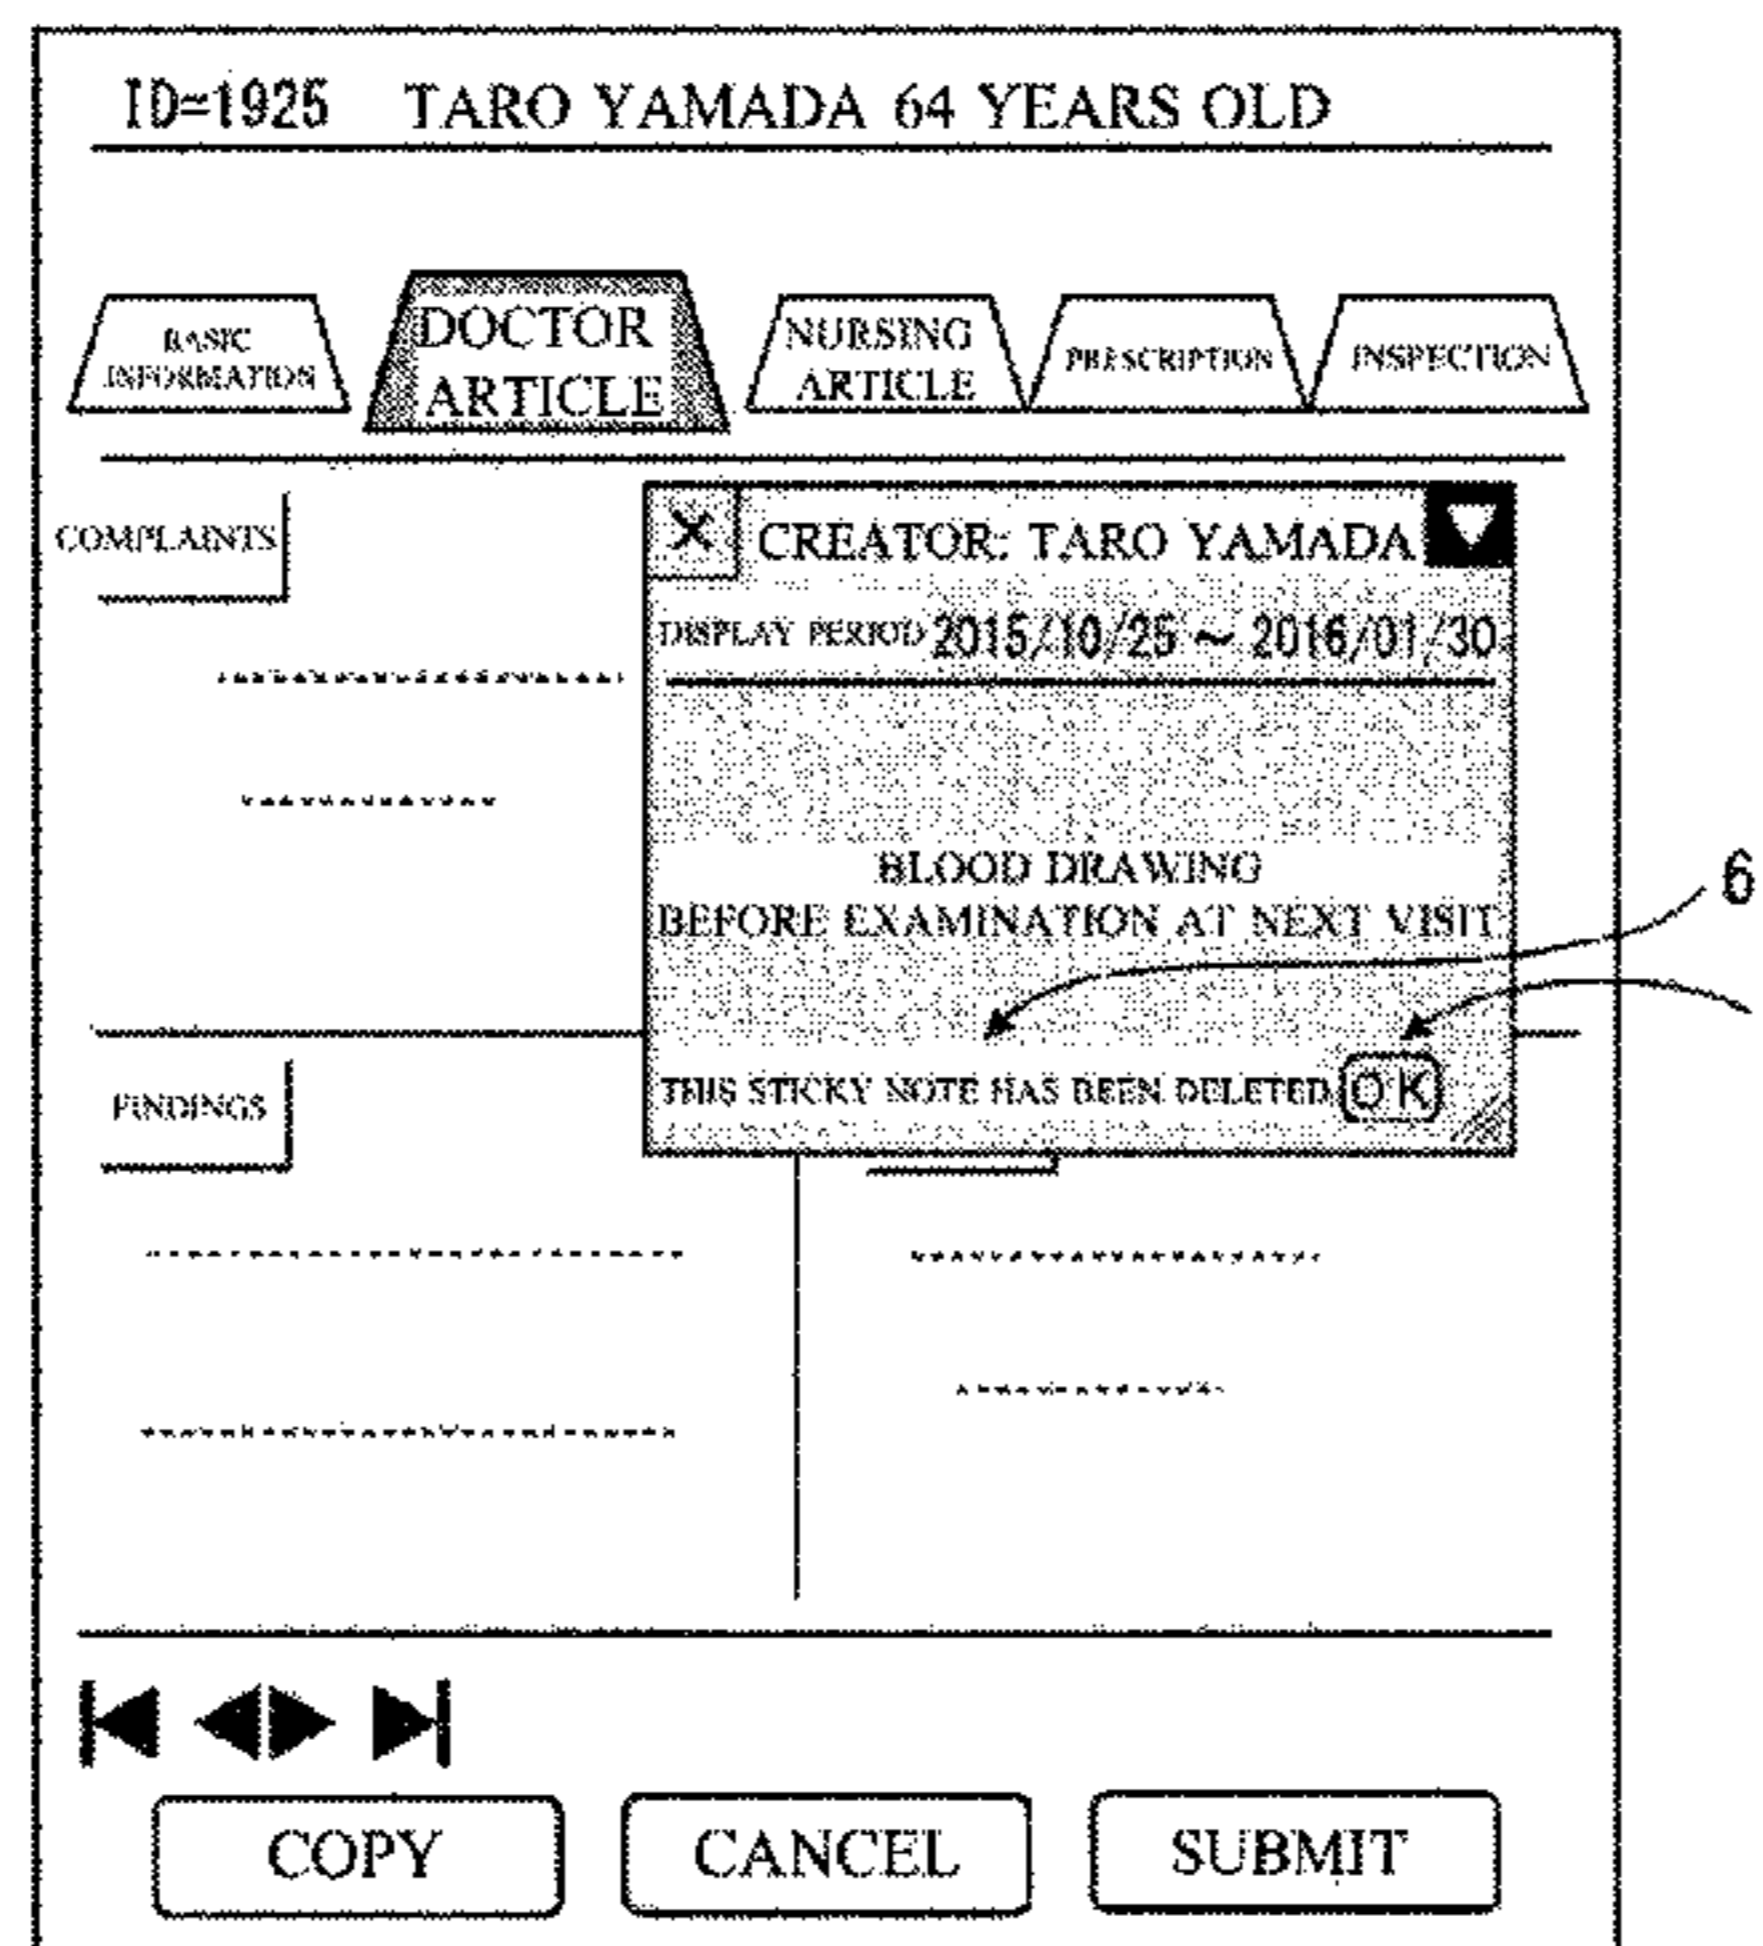 ID=1925 TARO YAMADA 64 YEARS OLD
BASIC
INFORMATION
DOCTOR
ARTICLE
NURSING
ARTICLE
PRESCRIPTION
INSPECTION
COMPLAINTS
× CREATOR: TARO YAMADA
DISPLAY PERIOD 2015/10/25 ~ 2016/01/30
BLOOD DRAWING
BEFORE EXAMINATION AT NEXT VISIT
6
THIS STICKY NOTE HAS BEEN DELETED OK
FINDINGS
COPY
CANCEL
SUBMIT